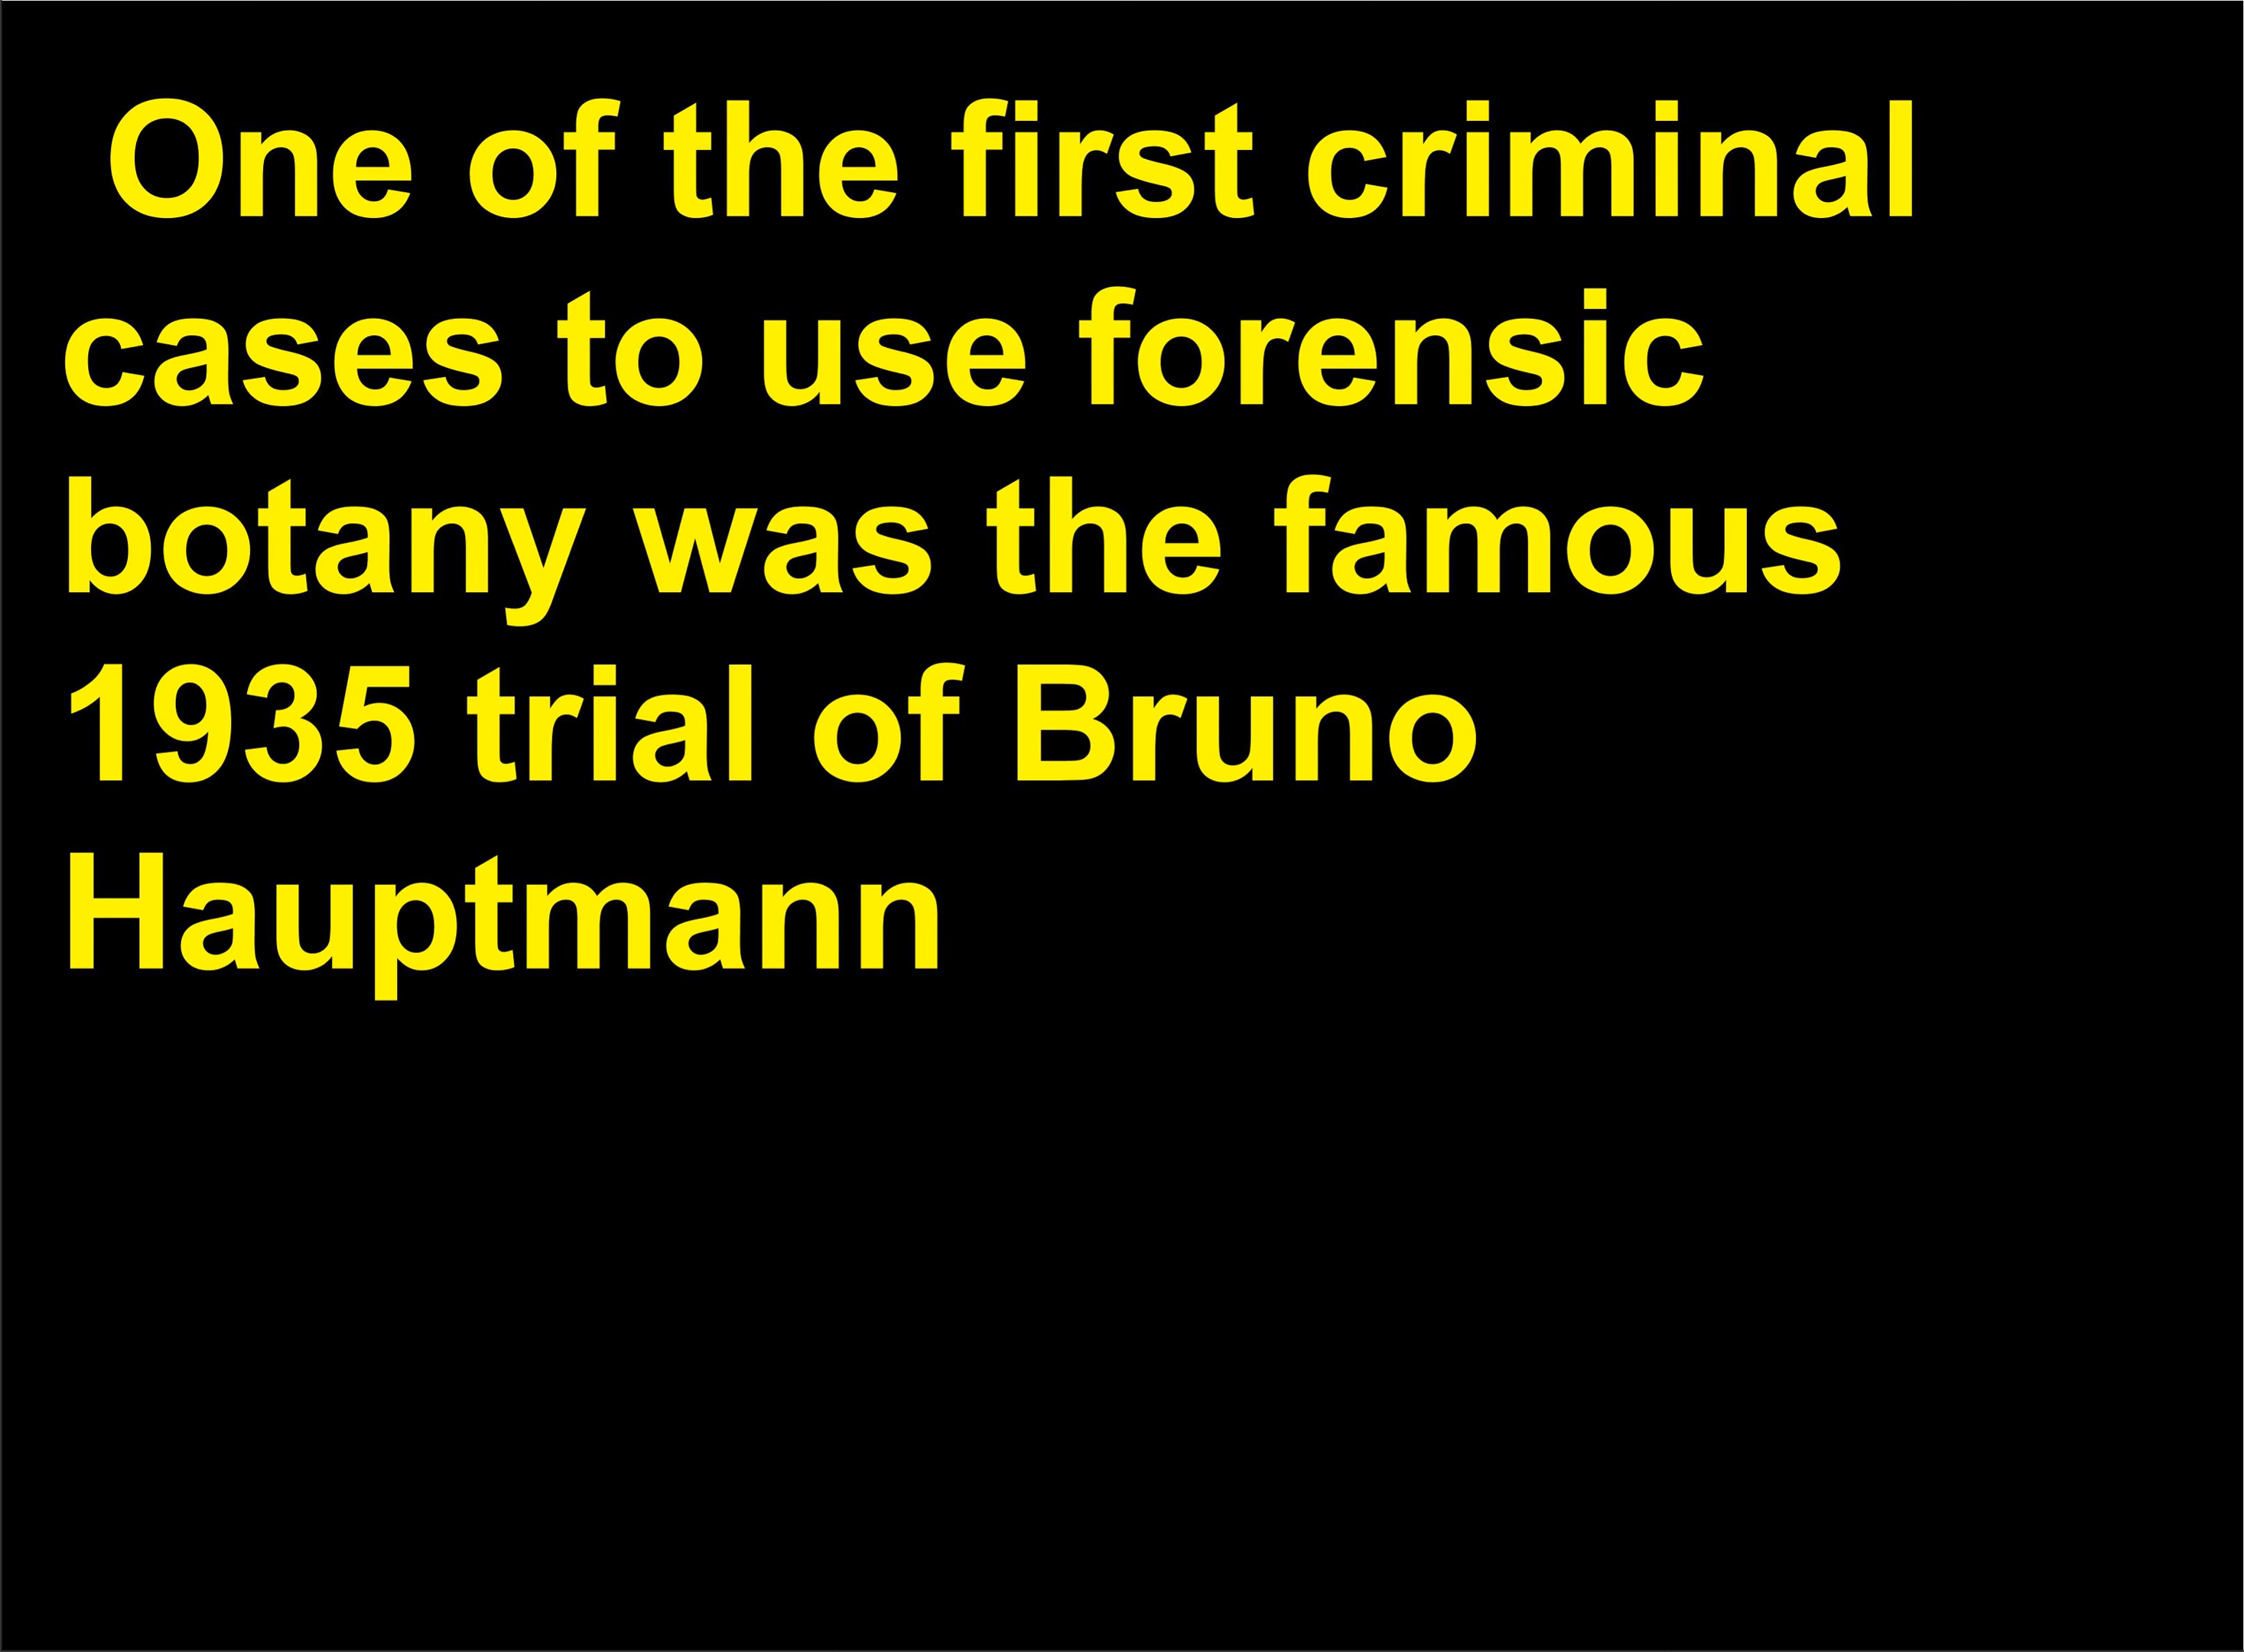 One of the first criminal
cases to use forensic
botany was the famous
1935 trial of Bruno
Hauptmann